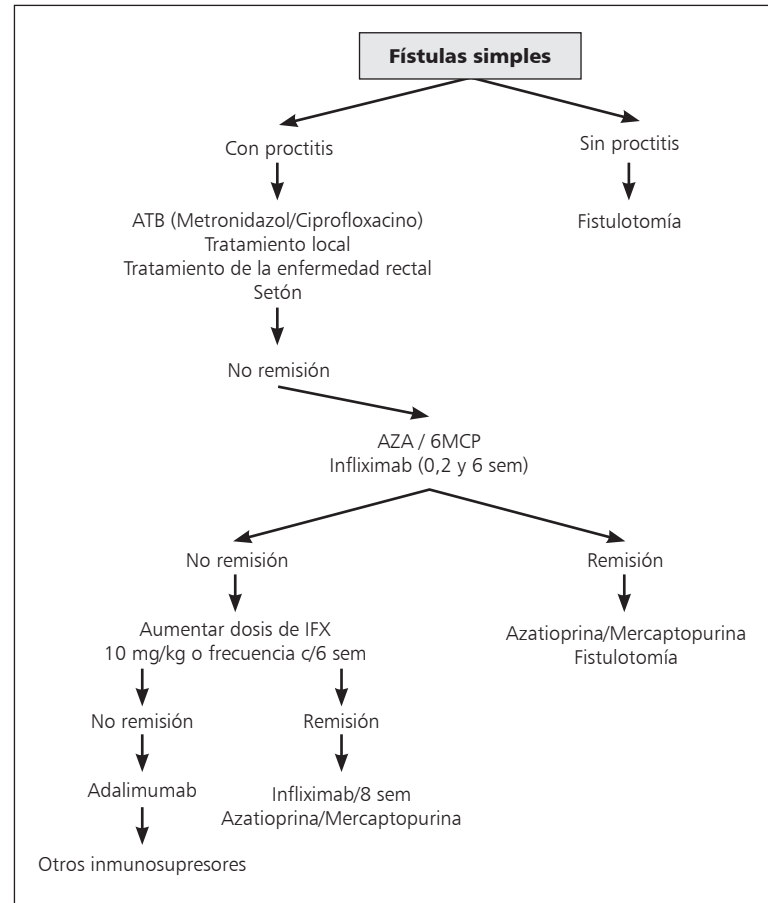 Fístulas simples
Con proctitis
Sin proctitis
ATB (Metronidazol/Ciprofloxacino)
Tratamiento local
Tratamiento de la enfermedad rectal
Setón
Fistulotomía
No remisión
AZA / 6MCP
Infliximab (0,2 y 6 sem)
No remisión
Remisión
Aumentar dosis de IFX
10 mg/kg o frecuencia c/6 sem
Azatioprina/Mercaptopurina
Fistulotomía
No remisión
Remisión
Adalimumab
Infliximab/8 sem
Azatioprina/Mercaptopurina
Otros inmunosupresores